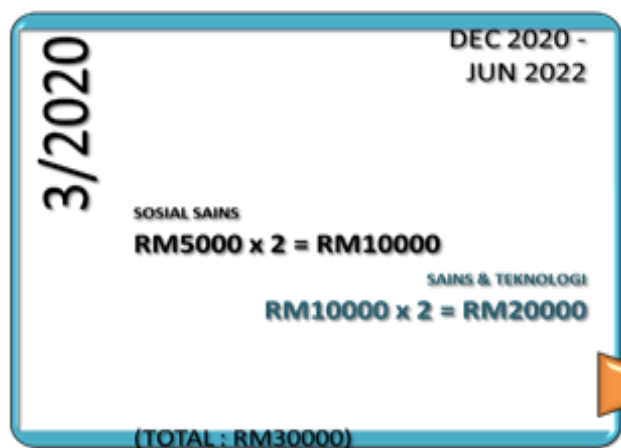 3/2020
DEC 2020 -
JUN 2022
SOSIAL SAINS
RM5000 x 2 = RM10000
SAINS & TEKNOLOGI
RM10000 x 2 = RM20000
(TOTAL : RM30000)